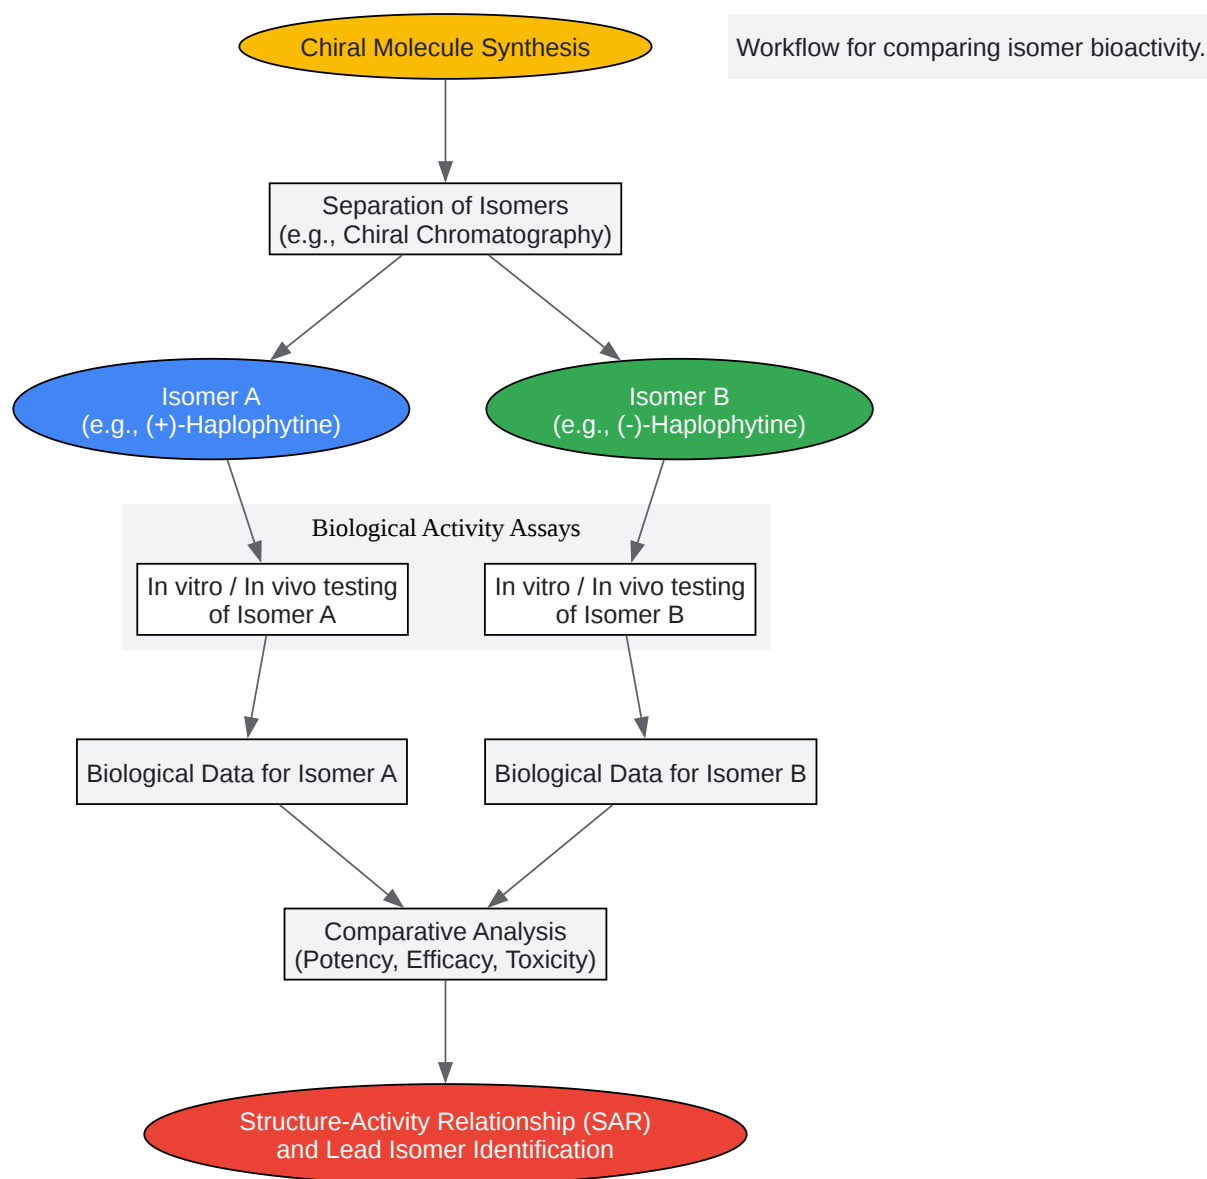 Chiral Molecule Synthesis
Workflow for comparing isomer bioactivity.
Separation of Isomers
(e.g., Chiral Chromatography)
Isomer A
(e.g., (+)-Haplophytine)
Isomer B
(e.g., (-)-Haplophytine)
Biological Activity Assays
In vitro / In vivo testing
of Isomer A
In vitro / In vivo testing
of Isomer B
Biological Data for Isomer A
Biological Data for Isomer B
Comparative Analysis
(Potency, Efficacy, Toxicity)
Structure-Activity Relationship (SAR)
and Lead Isomer Identification